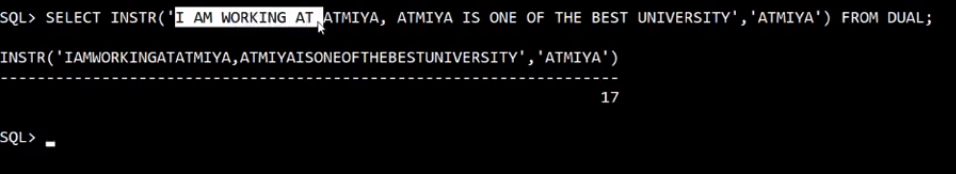 SQL> SELECT INSTR('I AM WORKING AT ATMIYA, ATMIYA IS ONE OF THE BEST UNIVERSITY','ATMIYA') FROM DUAL;
INSTR('IAMWORKINGATATMIYA,ATMIYAISONEOFTHEBESTUNIVERSITY','ATMIYA')
-------------------------------------------------------------------
17
SQL> _